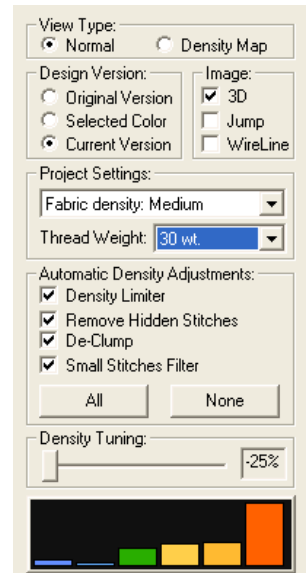 View Type:
Normal Density Map
Design Version: Image:
Original Version 3D
Selected Color Jump
Current Version WireLine
Project Settings:
Fabric density: Medium
Thread Weight: 30 wt.
Automatic Density Adjustments:
Density Limiter
Remove Hidden Stitches
De-Clump
Small Stitches Filter
All None
Density Tuning:
-25%